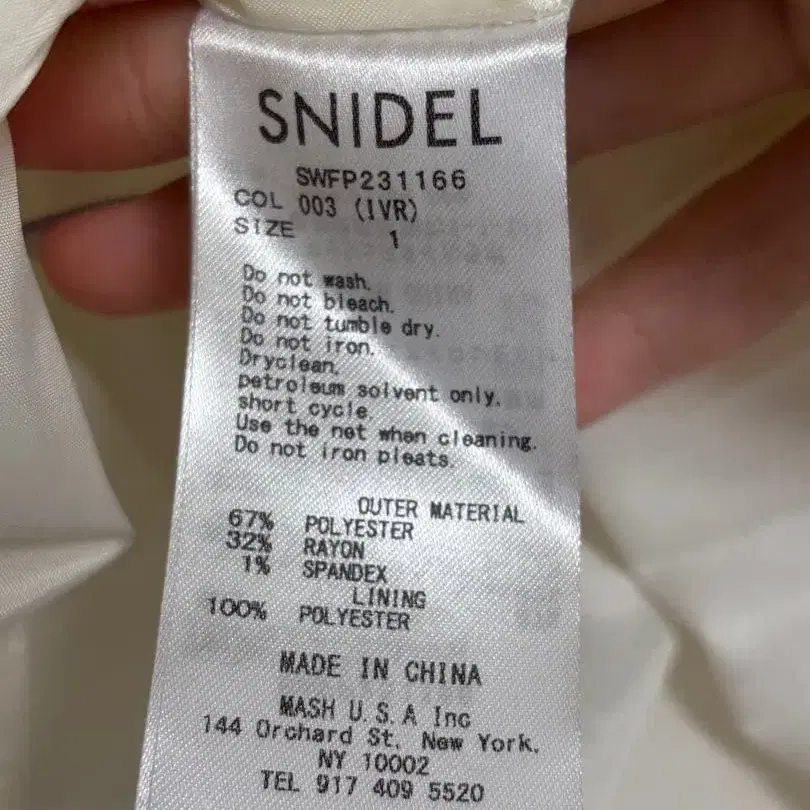 SNIDEL
SWFP231166
COL 003 (IVR)
SIZE 1
Do not wash.
Do not bleach.
Do not tumble dry.
Do not iron.
Dryclean.
petroleum solvent only.
short cycle.
Use the net when cleaning.
Do not iron pleats.
OUTER MATERIAL
67% POLYESTER
32% RAYON
1% SPANDEX
LINING
100% POLYESTER
MADE IN CHINA
MASH U.S.A Inc
144 Orchard St. New York.
NY 10002
TEL 917 409 5520